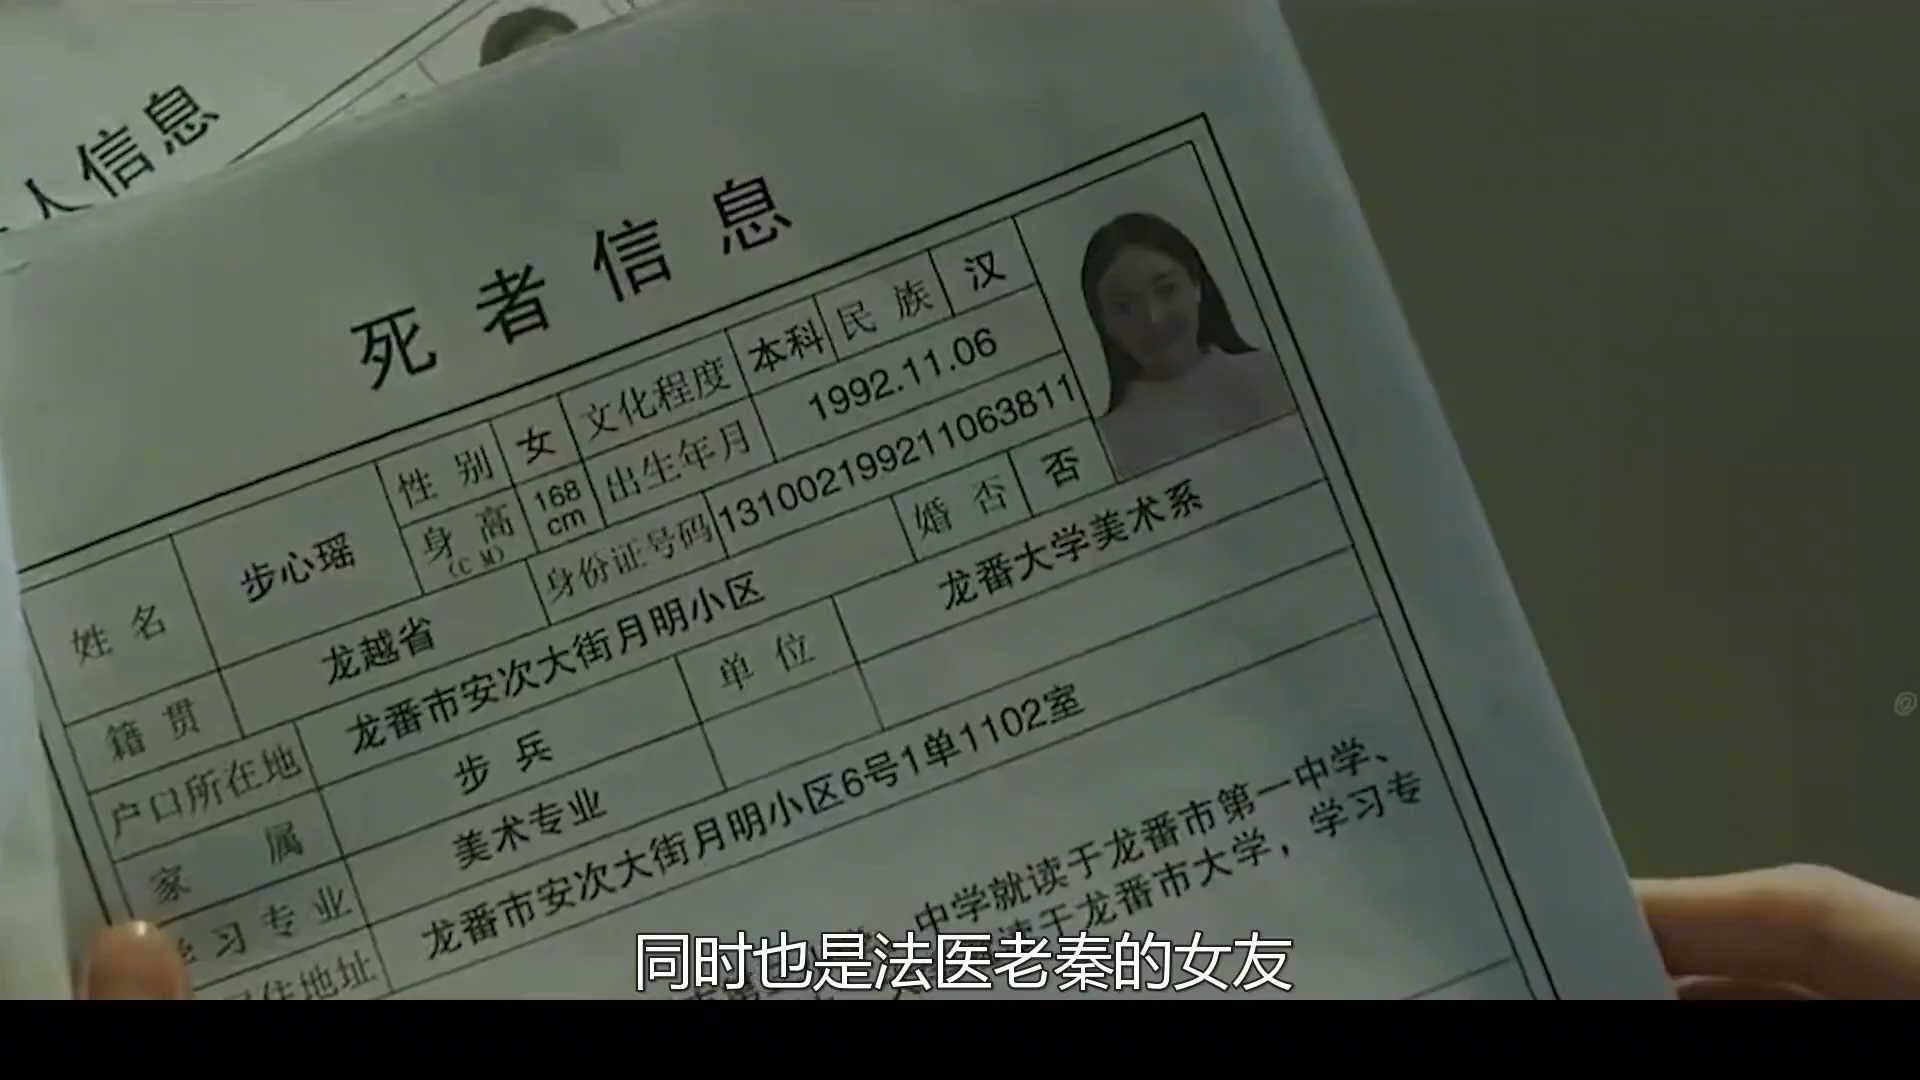 人信息
死者信息
姓名 步心瑶 性别 女 文化程度 本科 民族 汉
身高(CM) 168cm 出生年月 1992.11.06
籍贯 龙越省 身份证号码 131002199211063811
户口所在地 龙番市安次大街月明小区 婚否 否
家属 步兵 单位 龙番大学美术系
学习专业 美术专业
居住地址 龙番市安次大街月明小区6号1单1102室
中学就读于龙番市第一中学、
读于龙番市大学，学习专
同时也是法医老秦的女友
@